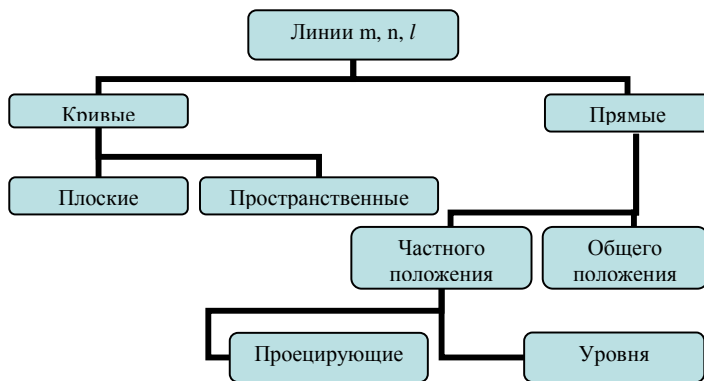 Линии m, n, l
Кривые
Прямые
Плоские
Пространственные
Частного
положения
Общего
положения
Проецирующие
Уровня